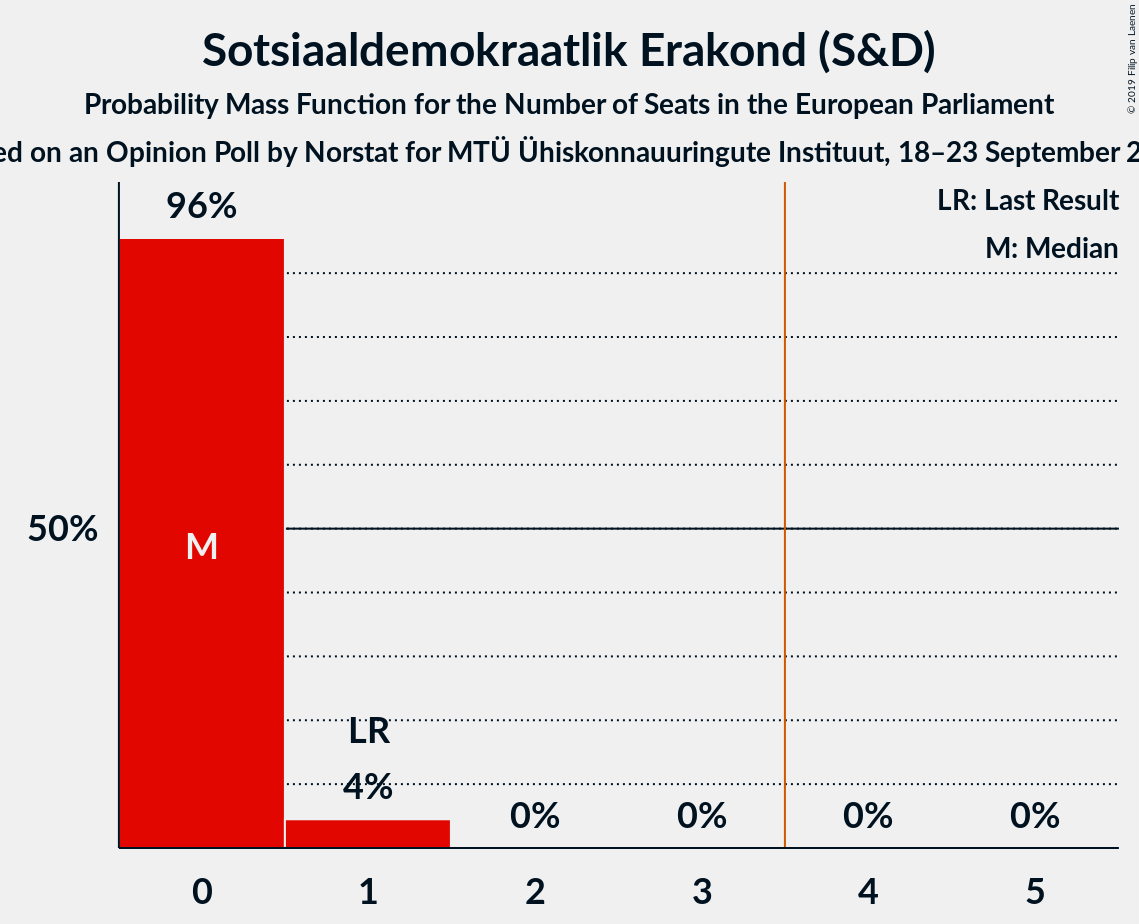 Sotsiaaldemokraatlik Erakond (S&D)
Probability Mass Function for the Number of Seats in the European Parliament
on an Opinion Poll by Norstat for MTÜ Ühiskonnauuringute Instituut, 18–23 September
© 2019 Filip van Laenen
LR: Last Result
M: Median
96%
50%
M
LR
4%
0%
0%
0%
0%
0
1
2
3
4
5